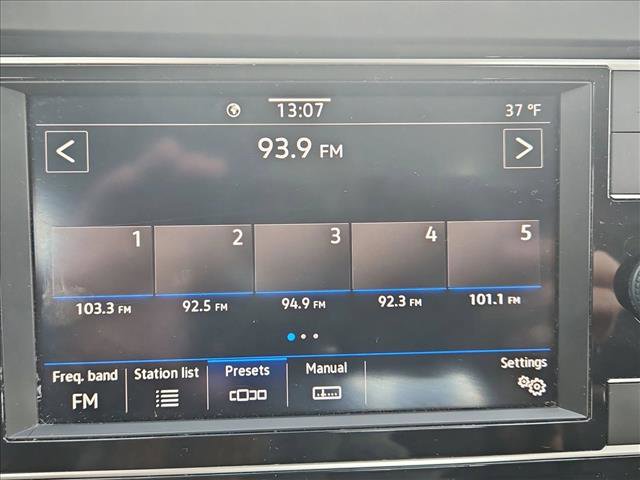 13:07 37 °F
93.9 FM
1 2 3 4 5
103.3 FM 92.5 FM 94.9 FM 92.3 FM 101.1 FM
Freq. band Station list Presets Manual Settings
FM